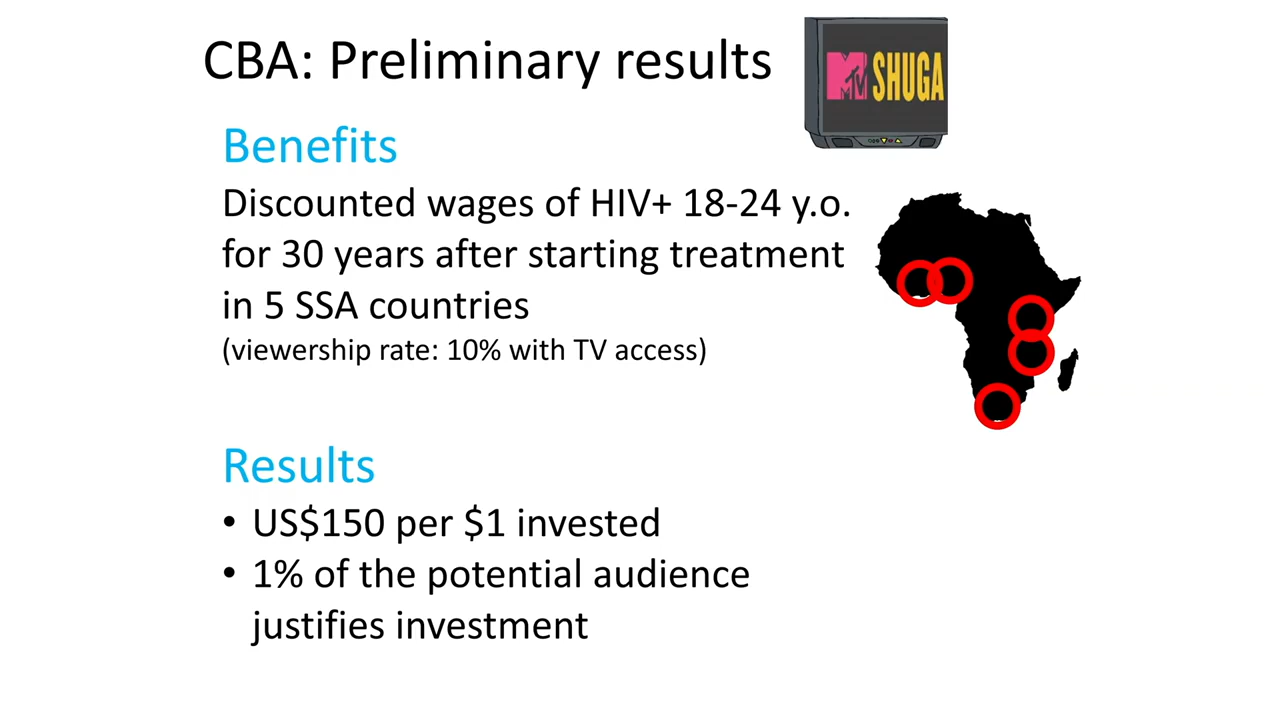 CBA: Preliminary results
MTV SHUGA
Benefits
Discounted wages of HIV+ 18-24 y.o.
for 30 years after starting treatment
in 5 SSA countries
(viewership rate: 10% with TV access)
Results
• US$150 per $1 invested
• 1% of the potential audience
justifies investment